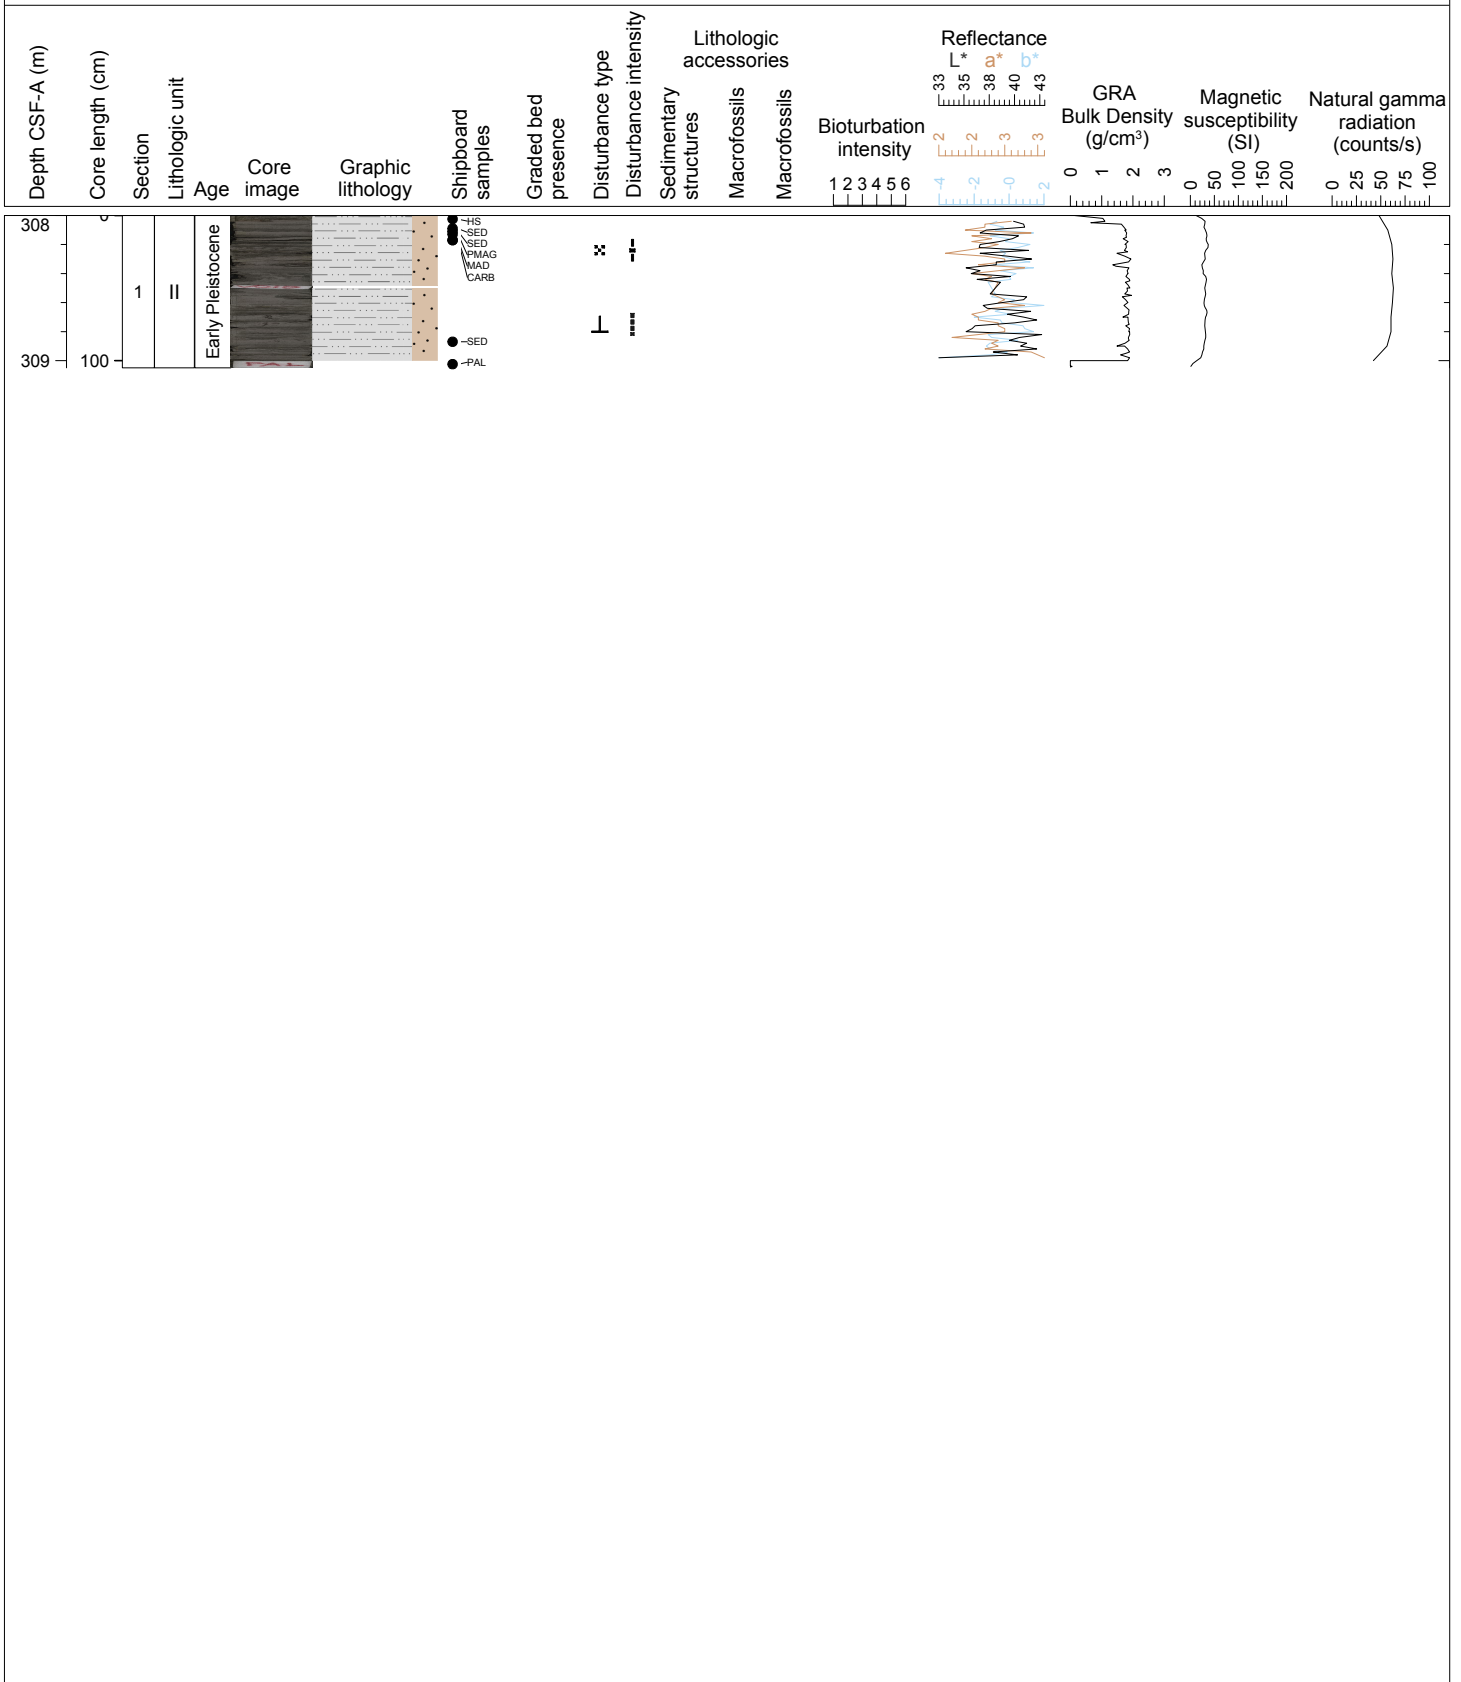 Depth CSF-A (m)
Core length (cm)
Section
Lithologic unit
Age
Core
image
Graphic
lithology
Shipboard
samples
Graded bed
presence
Disturbance type
Disturbance intensity
Lithologic
accessories
Sedimentary
structures
Macrofossils
Macrofossils
Bioturbation
intensity
1 2 3 4 5 6
Reflectance
L* a* b*
33 35 38 40 43
2 2 3 3
-4 -2 -0 2
GRA
Bulk Density
(g/cm³)
0 1 2 3
Magnetic
susceptibility
(SI)
0 50 100 150 200
Natural gamma
radiation
(counts/s)
0 25 50 75 100
308
309
0
100
1
II
Early Pleistocene
HS
SED
SED
PMAG
MAD
CARB
SED
PAL